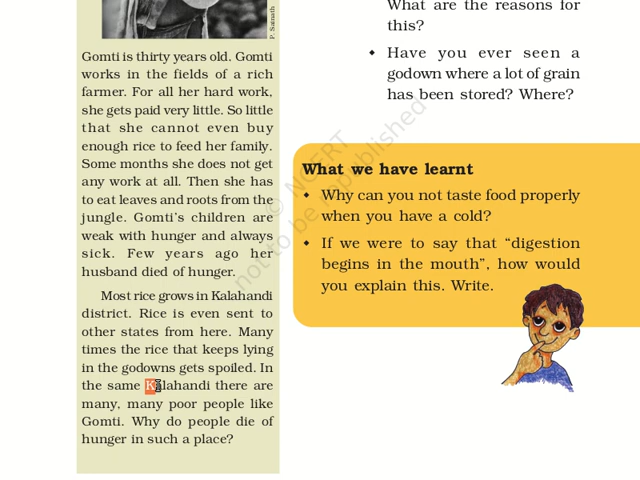 P. Sainath
Gomti is thirty years old. Gomti
works in the fields of a rich
farmer. For all her hard work,
she gets paid very little. So little
that she cannot even buy
enough rice to feed her family.
Some months she does not get
any work at all. Then she has
to eat leaves and roots from the
jungle. Gomti's children are
weak with hunger and always
sick. Few years ago her
husband died of hunger.
Most rice grows in Kalahandi
district. Rice is even sent to
other states from here. Many
times the rice that keeps lying
in the godowns gets spoiled. In
the same Kalahandi there are
many, many poor people like
Gomti. Why do people die of
hunger in such a place?
What are the reasons for
this?
Have you ever seen a
godown where a lot of grain
has been stored? Where?
What we have learnt
Why can you not taste food properly
when you have a cold?
If we were to say that “digestion
begins in the mouth”, how would
you explain this. Write.
© NCERT
not to be republished